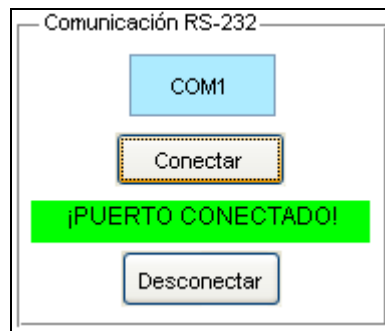 Comunicación RS-232
COM1
Conectar
¡PUERTO CONECTADO!
Desconectar